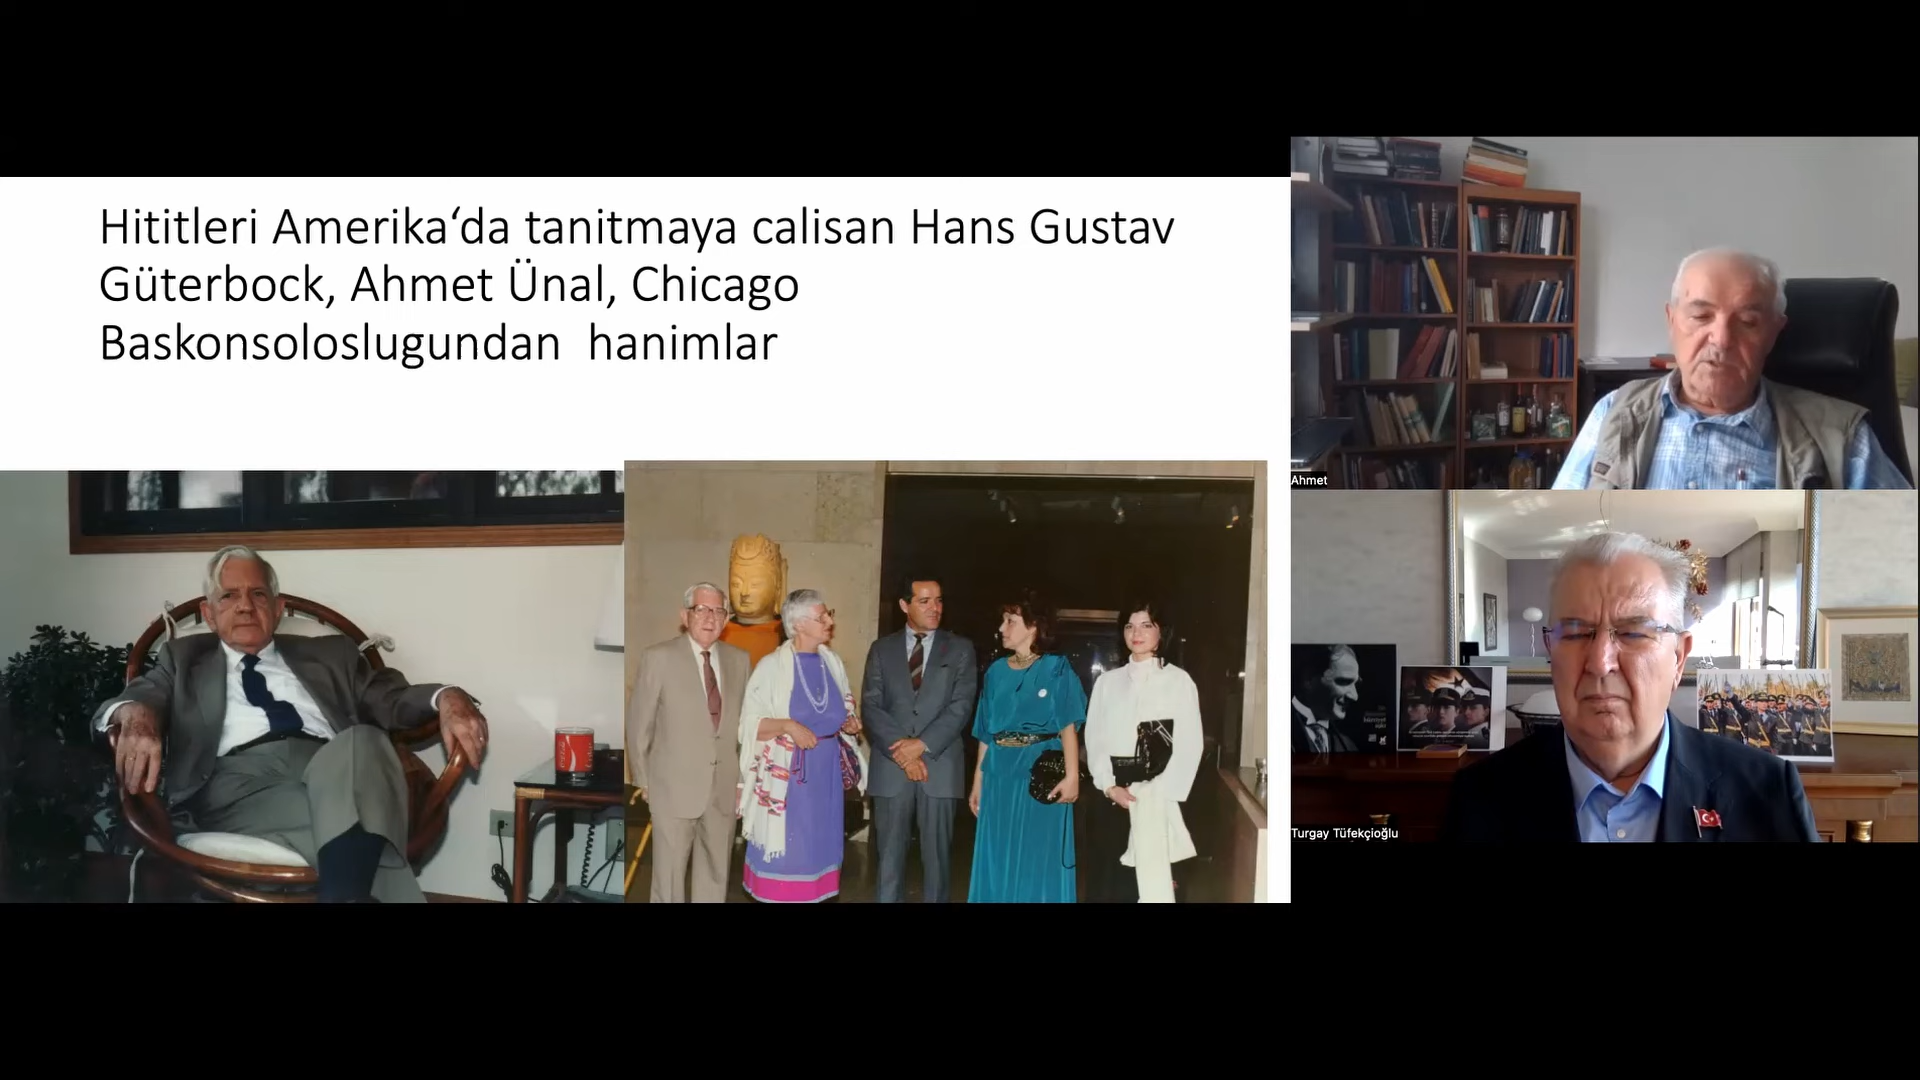 Hititleri Amerika‘da tanitmaya calisan Hans Gustav
Güterbock, Ahmet Ünal, Chicago
Baskonsoloslugundan  hanimlar
Ahmet
Turgay Tüfekçioğlu